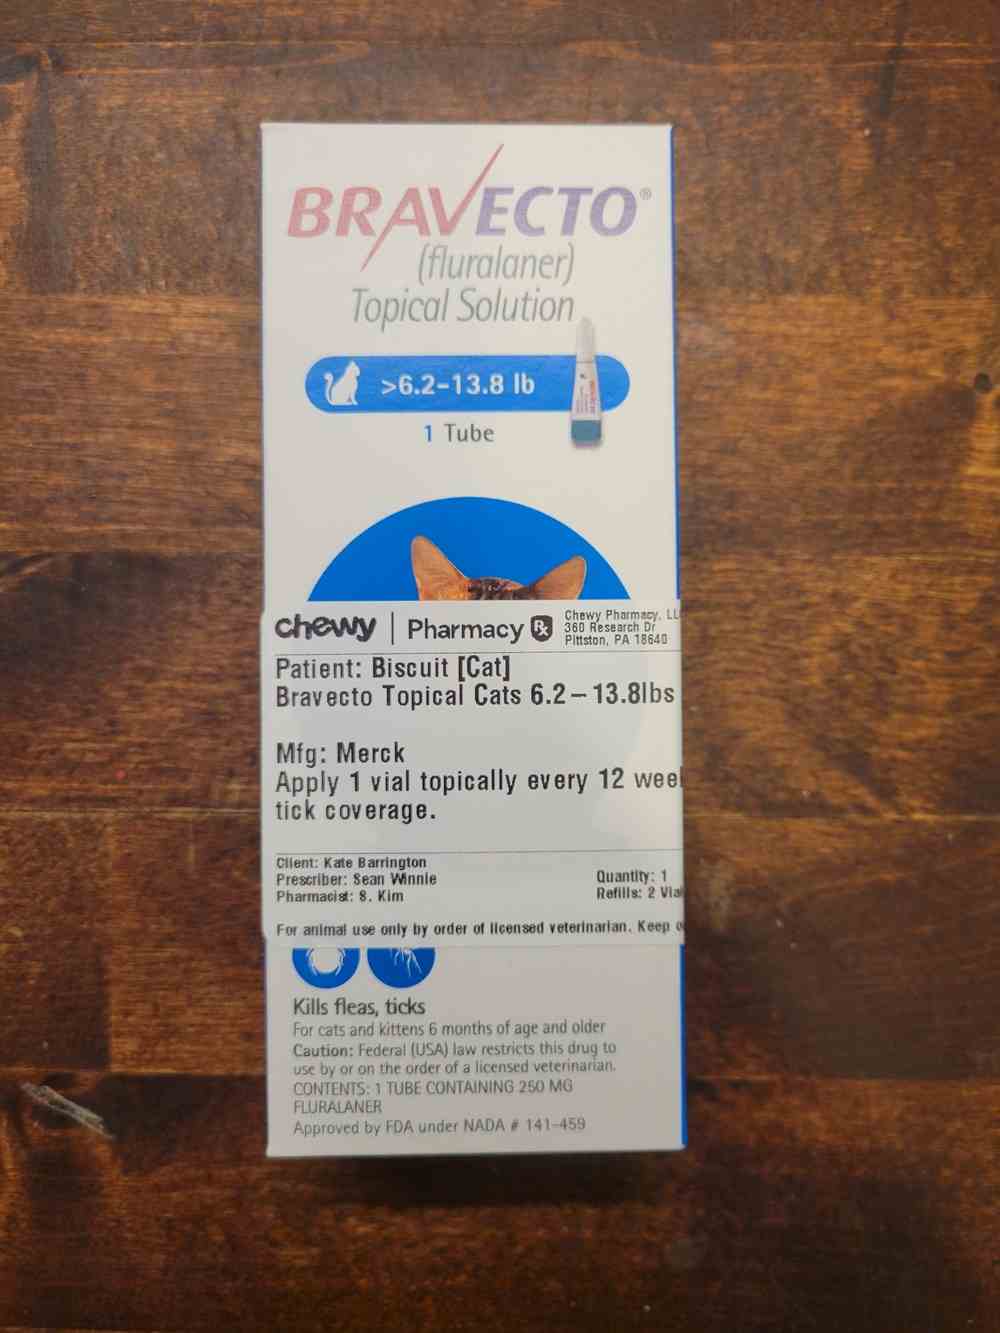 BRAVECTO®
(fluralaner)
Topical Solution
>6.2-13.8 lb
1 Tube
chewy | Pharmacy Rx
Chewy Pharmacy, LL
360 Research Dr
Pittston, PA 18640
Patient: Biscuit [Cat]
Bravecto Topical Cats 6.2-13.8lbs
Mfg: Merck
Apply 1 vial topically every 12 wee
tick coverage.
Client: Kate Barrington
Prescriber: Sean Winnie
Pharmacist: S. Kim
Quantity: 1
Refills: 2 Via
For animal use only by order of licensed veterinarian. Keep o
Kills fleas, ticks
For cats and kittens 6 months of age and older
Caution: Federal (USA) law restricts this drug to
use by or on the order of a licensed veterinarian.
CONTENTS: 1 TUBE CONTAINING 250 MG
FLURALANER
Approved by FDA under NADA # 141-459